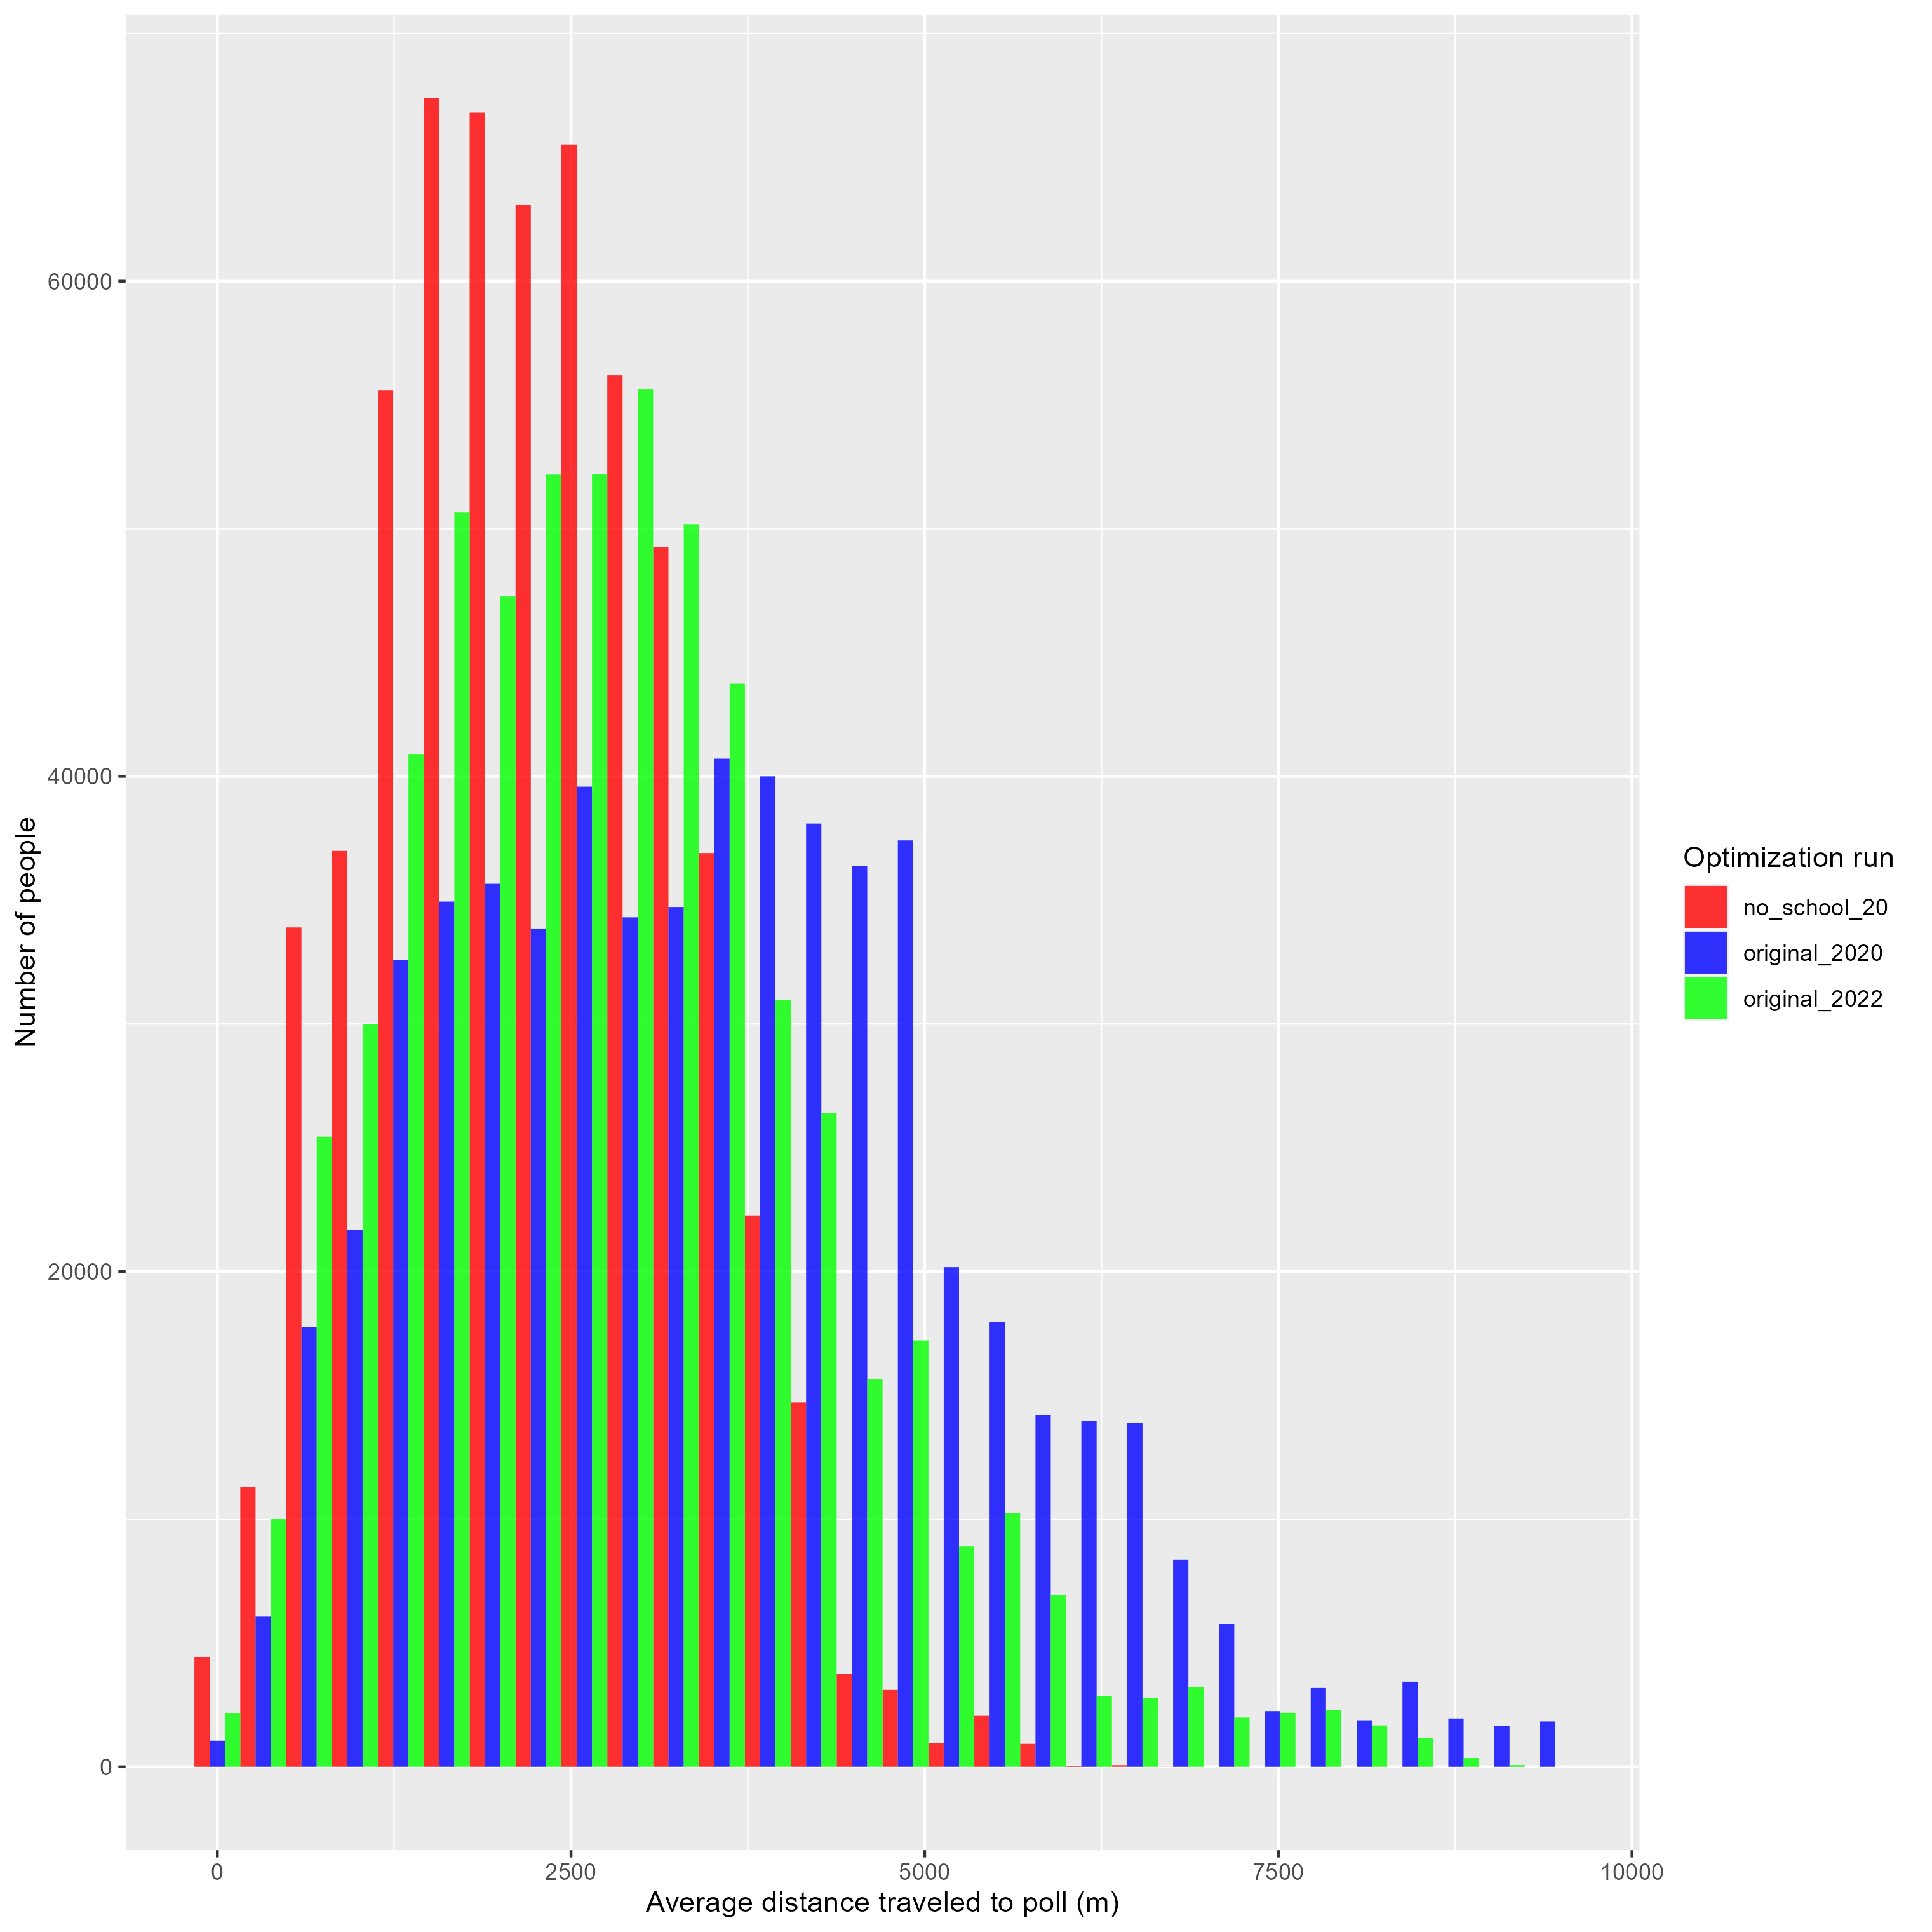 60000
40000
20000
0
Number of people
0
2500
5000
7500
10000
Average distance traveled to poll (m)
Optimization run
no_school_20
original_2020
original_2022